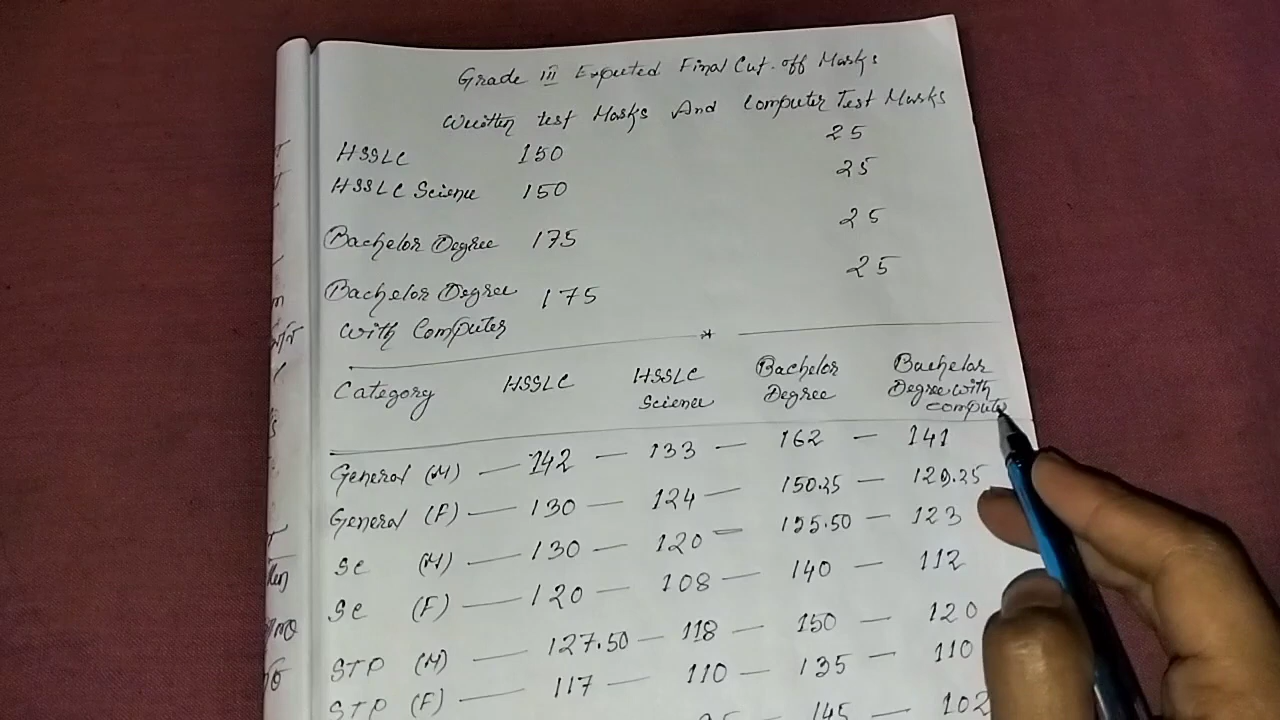 Grade III Expected Final Cut-off Marks
Written test Marks And Computer Test Marks
HSSLC 150 25
HSSLC Science 150 25
Bachelor Degree 175 25
Bachelor Degree 175 25
With Computer
Category HSSLC HSSLC Science Bachelor Degree Bachelor Degree with compute
General (M) — 142 — 133 — 162 — 141
General (F) — 130 — 124 — 150.25 — 129.25
SC (M) — 130 — 120 — 155.50 — 123
SC (F) — 120 — 108 — 140 — 112
STP (M) — 127.50 — 118 — 150 — 120
STP (F) — 117 — 110 — 135 — 110
145 — 102